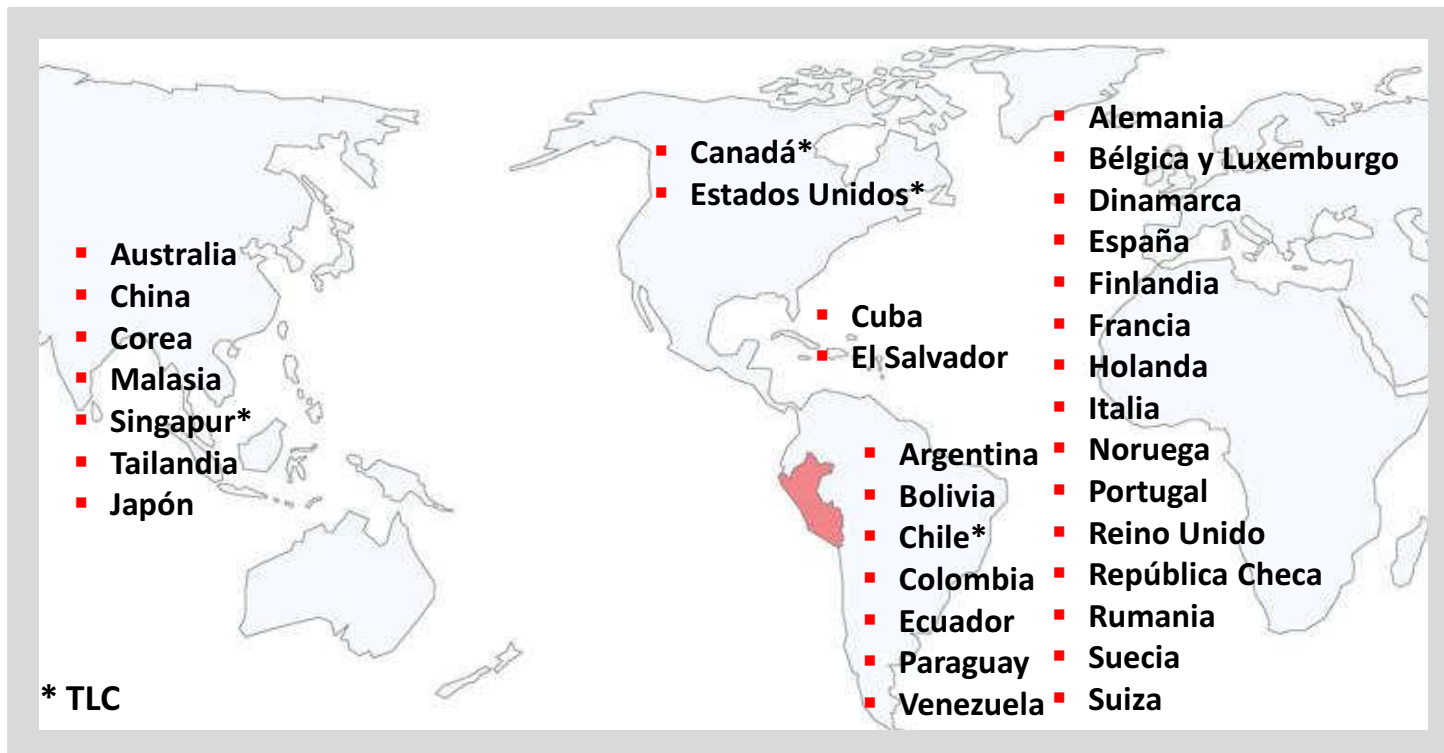 Australia
China
Corea
Malasia
Singapur*
Tailandia
Japón
Canadá*
Estados Unidos*
Cuba
El Salvador
Argentina
Bolivia
Chile*
Colombia
Ecuador
Paraguay
Venezuela
Alemania
Bélgica y Luxemburgo
Dinamarca
España
Finlandia
Francia
Holanda
Italia
Noruega
Portugal
Reino Unido
República Checa
Rumania
Suecia
Suiza
* TLC